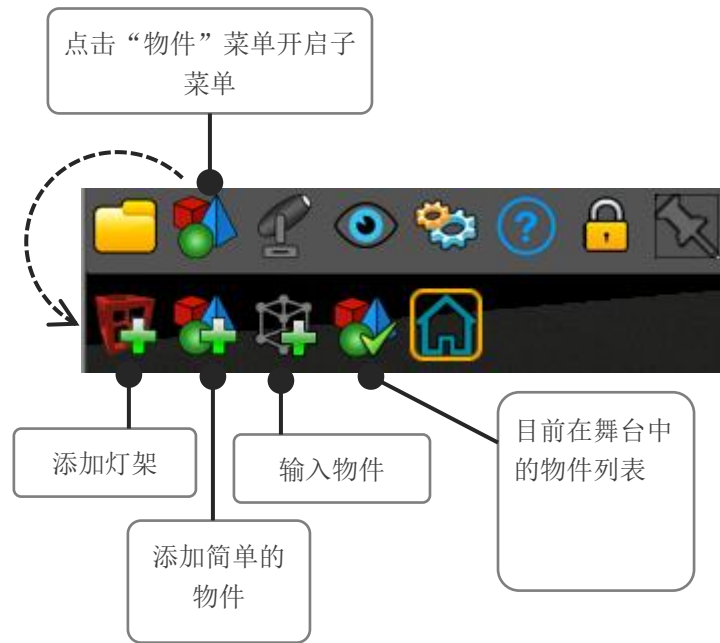 点击“物件”菜单开启子
菜单
添加灯架
输入物件
目前在舞台中
的物件列表
添加简单的
物件